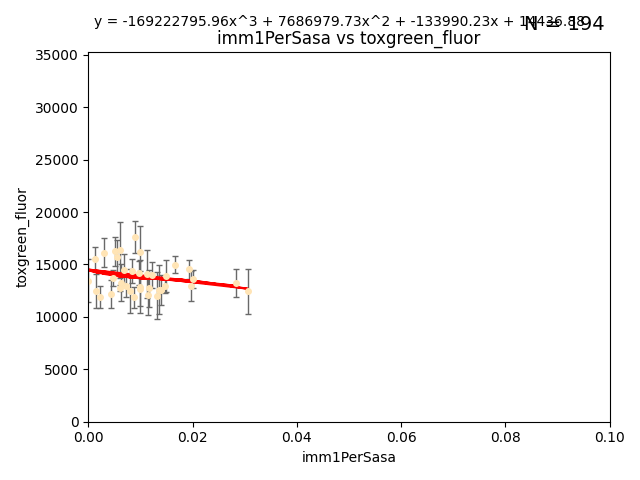 y = -169222795.96x^3 + 7686979.73x^2 + -133990.23x + 14436.88
N = 194
imm1PerSasa vs toxgreen_fluor
35000
30000
25000
20000
15000
10000
5000
0
toxgreen_fluor
0.00 0.02 0.04 0.06 0.08 0.10
imm1PerSasa